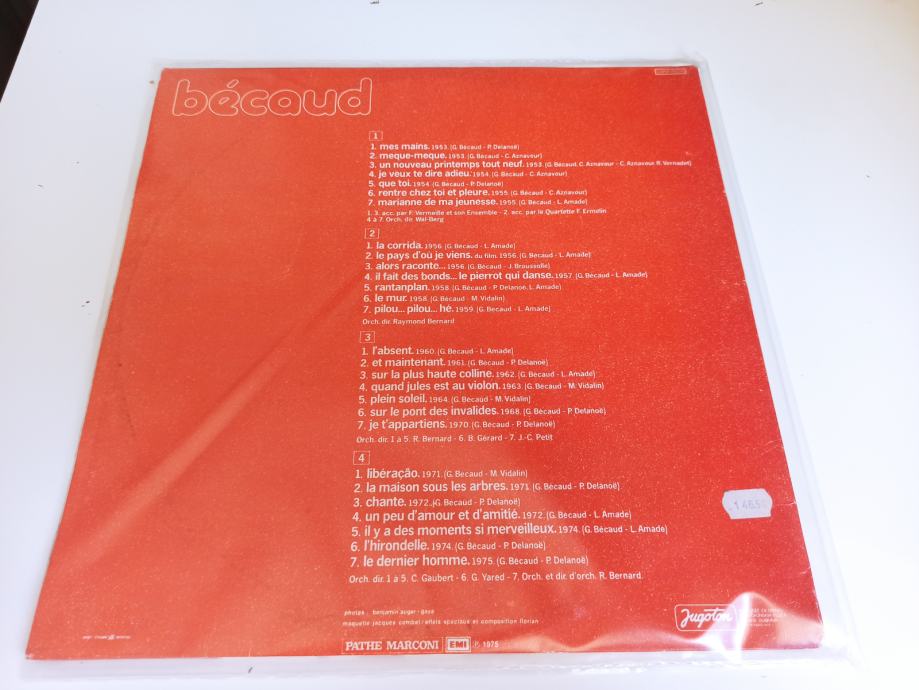 bécaud
1
1. mes mains. 1953. (G. Bécaud - P. Delanoë)
2. meque-meque. 1953. (G. Bécaud - C. Aznavour)
3. un nouveau printemps tout neuf. 1953. (G. Bécaud, C. Aznavour - C. Aznavour, R. Vernadet)
4. je veux te dire adieu. 1954. (G. Bécaud - C. Aznavour)
5. que toi. 1954. (G. Bécaud - P. Delanoë)
6. rentre chez toi et pleure. 1955. (G. Bécaud - C. Aznavour)
7. marianne de ma jeunesse. 1955. (G. Bécaud - L. Amade)
1. 3. acc. par F. Vermeille et son Ensemble - 2. acc. par le Quartette F. Ermelin
4 à 7. Orch. dir. Wal-Berg
2
1. la corrida. 1956. (G. Bécaud - L. Amade)
2. le pays d'où je viens. du film. 1956. (G. Bécaud - L. Amade)
3. alors raconte... 1956. (G. Bécaud - J. Broussolle)
4. il fait des bonds... le pierrot qui danse. 1957. (G. Bécaud - L. Amade)
5. rantanplan. 1958. (G. Bécaud - P. Delanoë, L. Amade)
6. le mur. 1958. (G. Bécaud - M. Vidalin)
7. pilou... pilou... hé. 1959. (G. Bécaud - L. Amade)
Orch. dir. Raymond Bernard
3
1. l'absent. 1960. (G. Bécaud - L. Amade)
2. et maintenant. 1961. (G. Bécaud - P. Delanoë)
3. sur la plus haute colline. 1962. (G. Bécaud - L. Amade)
4. quand jules est au violon. 1963. (G. Bécaud - M. Vidalin)
5. plein soleil. 1964. (G. Bécaud - M. Vidalin)
6. sur le pont des invalides. 1968. (G. Bécaud - P. Delanoë)
7. je t'appartiens. 1970. (G. Bécaud - P. Delanoë)
Orch. dir. 1 à 5. R. Bernard - 6. B. Gérard - 7. J.-C. Petit
4
1. libéração. 1971. (G. Bécaud - M. Vidalin)
2. la maison sous les arbres. 1971. (G. Bécaud - P. Delanoë)
3. chante. 1972. (G. Bécaud - P. Delanoë)
4. un peu d'amour et d'amitié. 1972. (G. Bécaud - L. Amade)
5. il y a des moments si merveilleux. 1974. (G. Bécaud - L. Amade)
6. l'hirondelle. 1974. (G. Bécaud - P. Delanoë)
7. le dernier homme. 1975. (G. Bécaud - P. Delanoë)
Orch. dir. 1 à 5. C. Gaubert - 6. G. Yared - 7. Orch. et dir. d'orch. R. Bernard.
photos : benjamin auger - gaya
maquette jacques combel / effets spéciaux et composition florian
PATHE MARCONI EMI ℗ 1975
Jugoton